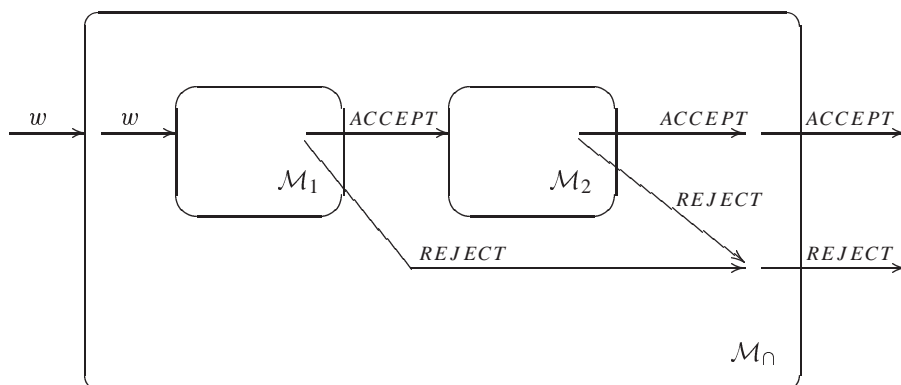 w w ACCEPT ACCEPT ACCEPT
M₁ M₂
REJECT
REJECT REJECT
M∩